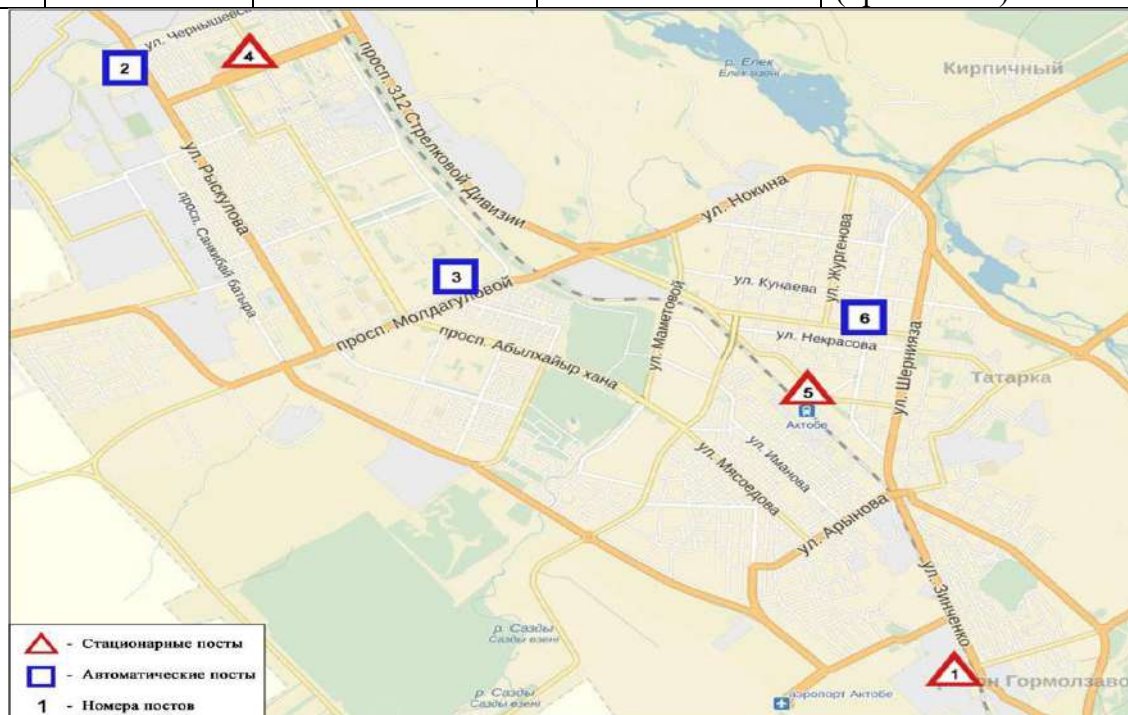 ул. Чернышевс
2
4
просп. 312 Стрелковой Дивизии
р. Елек
Елек өзені
Кирпичный
ул. Рыскулова
просп. Санкибай батыра
ул. Нокина
3
просп. Молдагуловой
ул. Жургенова
ул. Кунаева
6
ул. Некрасова
просп. Абылхайыр хана
ул. Маметовой
ул. Шернияза
Татарка
5
Актобе
ул. Иманова
ул. Мясоедова
ул. Арынова
ул. Зинченко
р. Сазды
Сазды өзені
р. Сазды
Сазды өзені
1
он Гормолзаво
аэропорт Актобе
- Стационарные посты
- Автоматические посты
1 - Номера постов